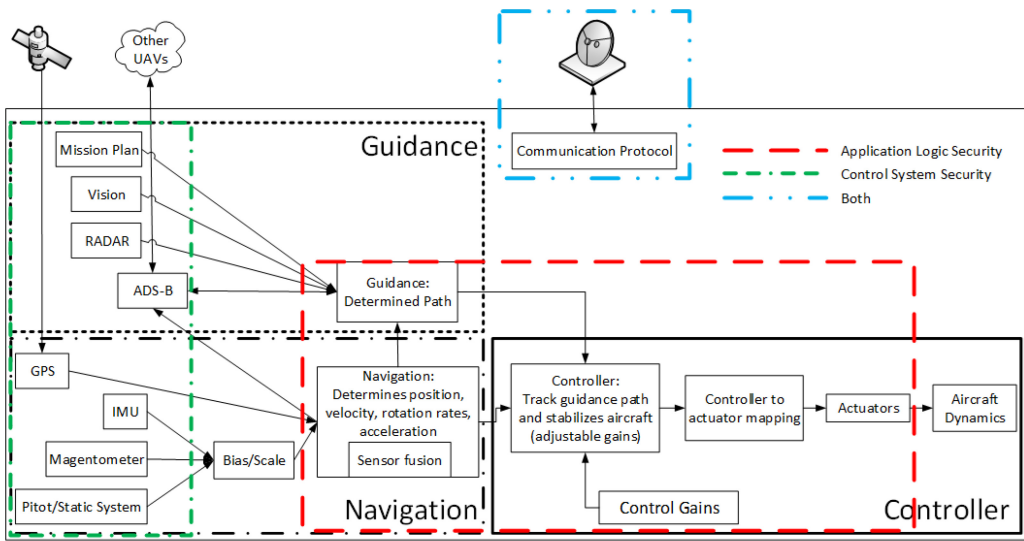 Other
UAVs
Mission Plan
Guidance
Communication Protocol
Application Logic Security
Control System Security
Both
Vision
RADAR
ADS-B
Guidance:
Determined Path
GPS
IMU
Magentometer
Pitot/Static System
Bias/Scale
Navigation:
Determines position,
velocity, rotation rates,
acceleration
Sensor fusion
Navigation
Controller:
Track guidance path
and stabilizes aircraft
(adjustable gains)
Controller to
actuator mapping
Actuators
Aircraft
Dynamics
Control Gains
Controller